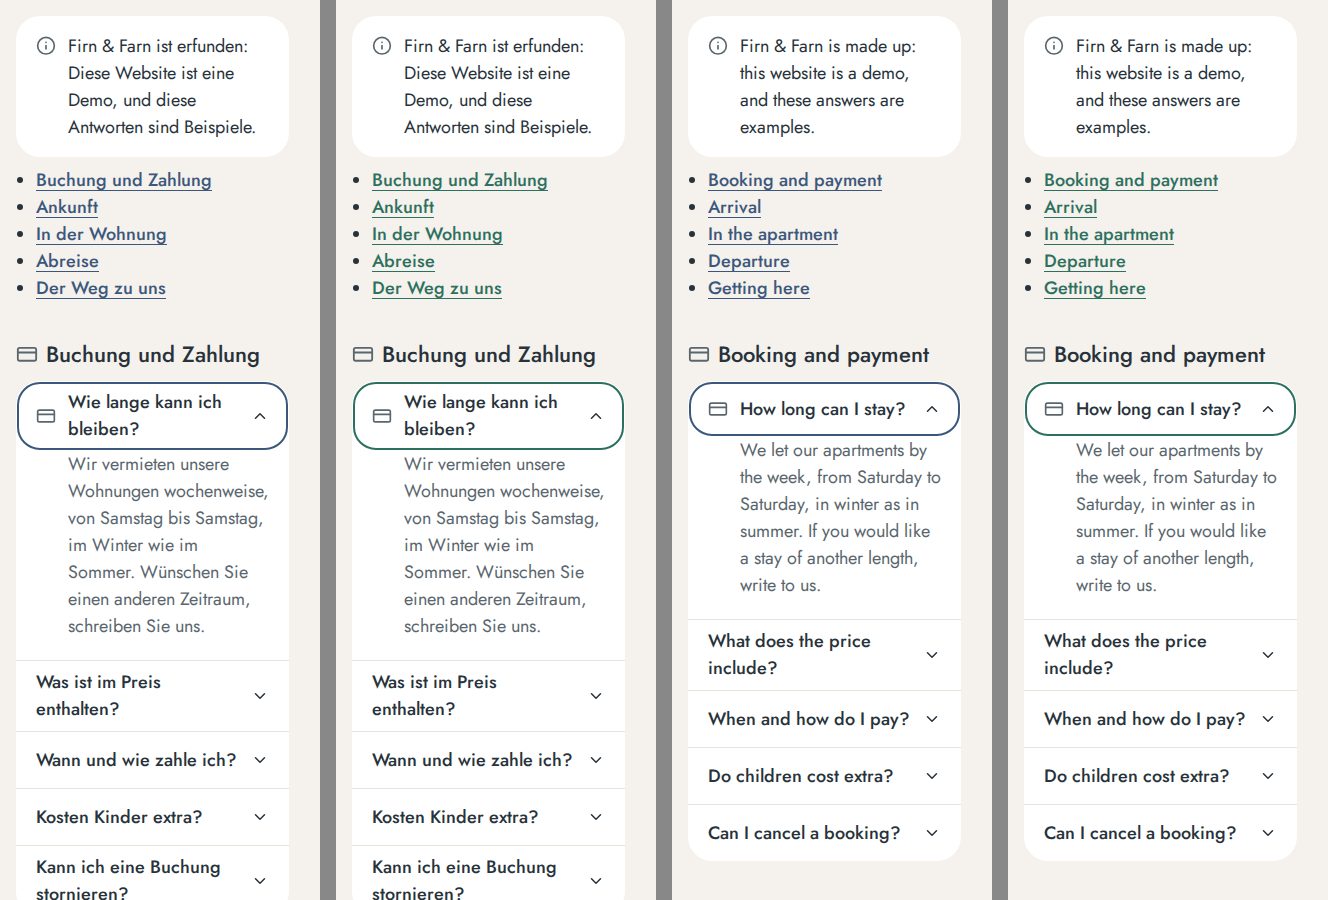 Firn & Farn ist erfunden:
Diese Website ist eine
Demo, und diese
Antworten sind Beispiele.
Buchung und Zahlung
Ankunft
In der Wohnung
Abreise
Der Weg zu uns
Buchung und Zahlung
Wie lange kann ich
bleiben?
Wir vermieten unsere
Wohnungen wochenweise,
von Samstag bis Samstag,
im Winter wie im
Sommer. Wünschen Sie
einen anderen Zeitraum,
schreiben Sie uns.
Was ist im Preis
enthalten?
Wann und wie zahle ich?
Kosten Kinder extra?
Kann ich eine Buchung
stornieren?
Firn & Farn ist erfunden:
Diese Website ist eine
Demo, und diese
Antworten sind Beispiele.
Buchung und Zahlung
Ankunft
In der Wohnung
Abreise
Der Weg zu uns
Buchung und Zahlung
Wie lange kann ich
bleiben?
Wir vermieten unsere
Wohnungen wochenweise,
von Samstag bis Samstag,
im Winter wie im
Sommer. Wünschen Sie
einen anderen Zeitraum,
schreiben Sie uns.
Was ist im Preis
enthalten?
Wann und wie zahle ich?
Kosten Kinder extra?
Kann ich eine Buchung
stornieren?
Firn & Farn is made up:
this website is a demo,
and these answers are
examples.
Booking and payment
Arrival
In the apartment
Departure
Getting here
Booking and payment
How long can I stay?
We let our apartments by
the week, from Saturday to
Saturday, in winter as in
summer. If you would like
a stay of another length,
write to us.
What does the price
include?
When and how do I pay?
Do children cost extra?
Can I cancel a booking?
Firn & Farn is made up:
this website is a demo,
and these answers are
examples.
Booking and payment
Arrival
In the apartment
Departure
Getting here
Booking and payment
How long can I stay?
We let our apartments by
the week, from Saturday to
Saturday, in winter as in
summer. If you would like
a stay of another length,
write to us.
What does the price
include?
When and how do I pay?
Do children cost extra?
Can I cancel a booking?